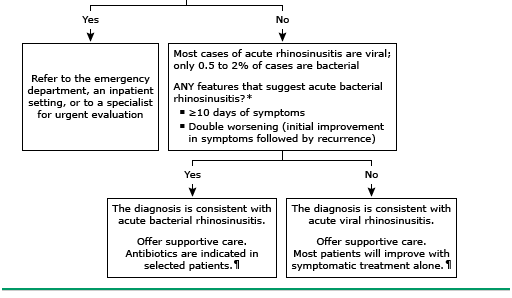 Yes
No
Refer to the emergency
department, an inpatient
setting, or to a specialist
for urgent evaluation
Most cases of acute rhinosinusitis are viral;
only 0.5 to 2% of cases are bacterial
ANY features that suggest acute bacterial
rhinosinusitis?*
▪ ≥10 days of symptoms
▪ Double worsening (initial improvement
in symptoms followed by recurrence)
Yes
No
The diagnosis is consistent with
acute bacterial rhinosinusitis.
Offer supportive care.
Antibiotics are indicated in
selected patients.¶
The diagnosis is consistent with
acute viral rhinosinusitis.
Offer supportive care.
Most patients will improve with
symptomatic treatment alone.¶